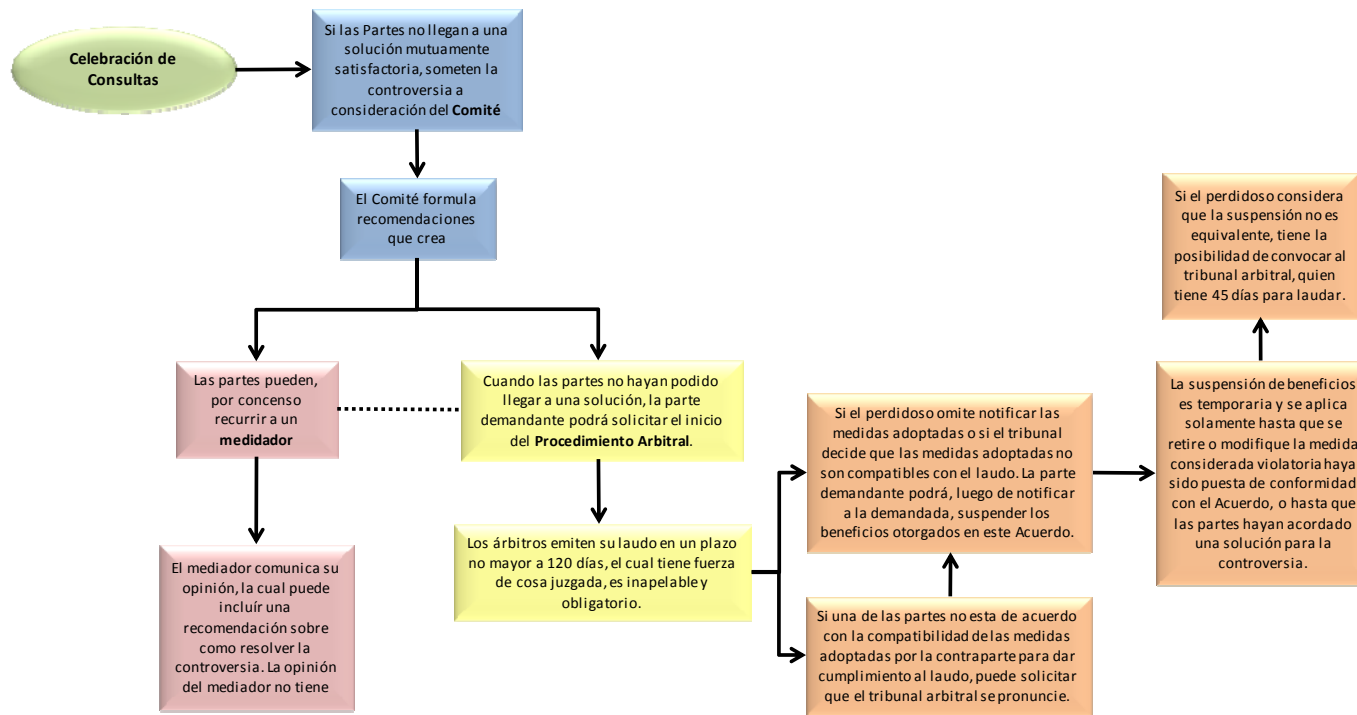 Celebración de
Consultas
Si las Partes no llegan a una
solución mutuamente
satisfactoria, someten la
controversia a
consideración del Comité
El Comité formula
recomendaciones
que crea
Las partes pueden,
por concenso
recurrir a un
medidador
El mediador comunica su
opinión, la cual puede
incluír una
recomendación sobre
como resolver la
controversia. La opinión
del mediador no tiene
Cuando las partes no hayan podido
llegar a una solución, la parte
demandante podrá solicitar el inicio
del Procedimiento Arbitral.
Los árbitros emiten su laudo en un plazo
no mayor a 120 días, el cual tiene fuerza
de cosa juzgada, es inapelable y
obligatorio.
Si el perdidoso omite notificar las
medidas adoptadas o si el tribunal
decide que las medidas adoptadas no
son compatibles con el laudo. La parte
demandante podrá, luego de notificar
a la demandada, suspender los
beneficios otorgados en este Acuerdo.
Si una de las partes no esta de acuerdo
con la compatibilidad de las medidas
adoptadas por la contraparte para dar
cumplimiento al laudo, puede solicitar
que el tribunal arbitral se pronuncie.
Si el perdidoso considera
que la suspensión no es
equivalente, tiene la
posibilidad de convocar al
tribunal arbitral, quien
tiene 45 días para laudar.
La suspensión de beneficios
es temporaria y se aplica
solamente hasta que se
retire o modifique la medida
considerada violatoria haya
sido puesta de conformidad
con el Acuerdo, o hasta que
las partes hayan acordado
una solución para la
controversia.